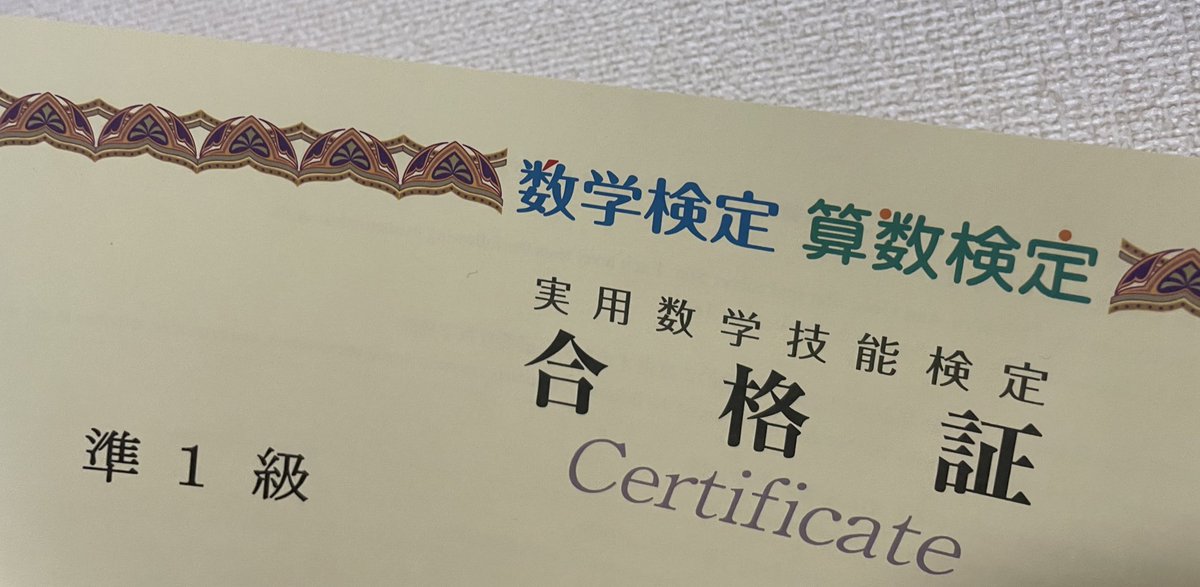 数学検定 算数検定
実用数学技能検定
合格証
Certificate
準1級